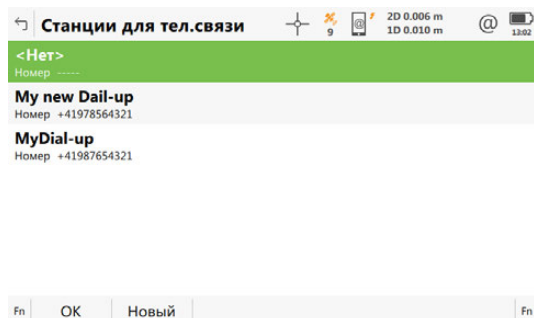 Станции для тел.связи 9 @ 2D 0.006 m @
1D 0.010 m 13:02
<Нет>
Номер -----
My new Dail-up
Номер +41978564321
MyDial-up
Номер +41987654321
Fn OK Новый Fn